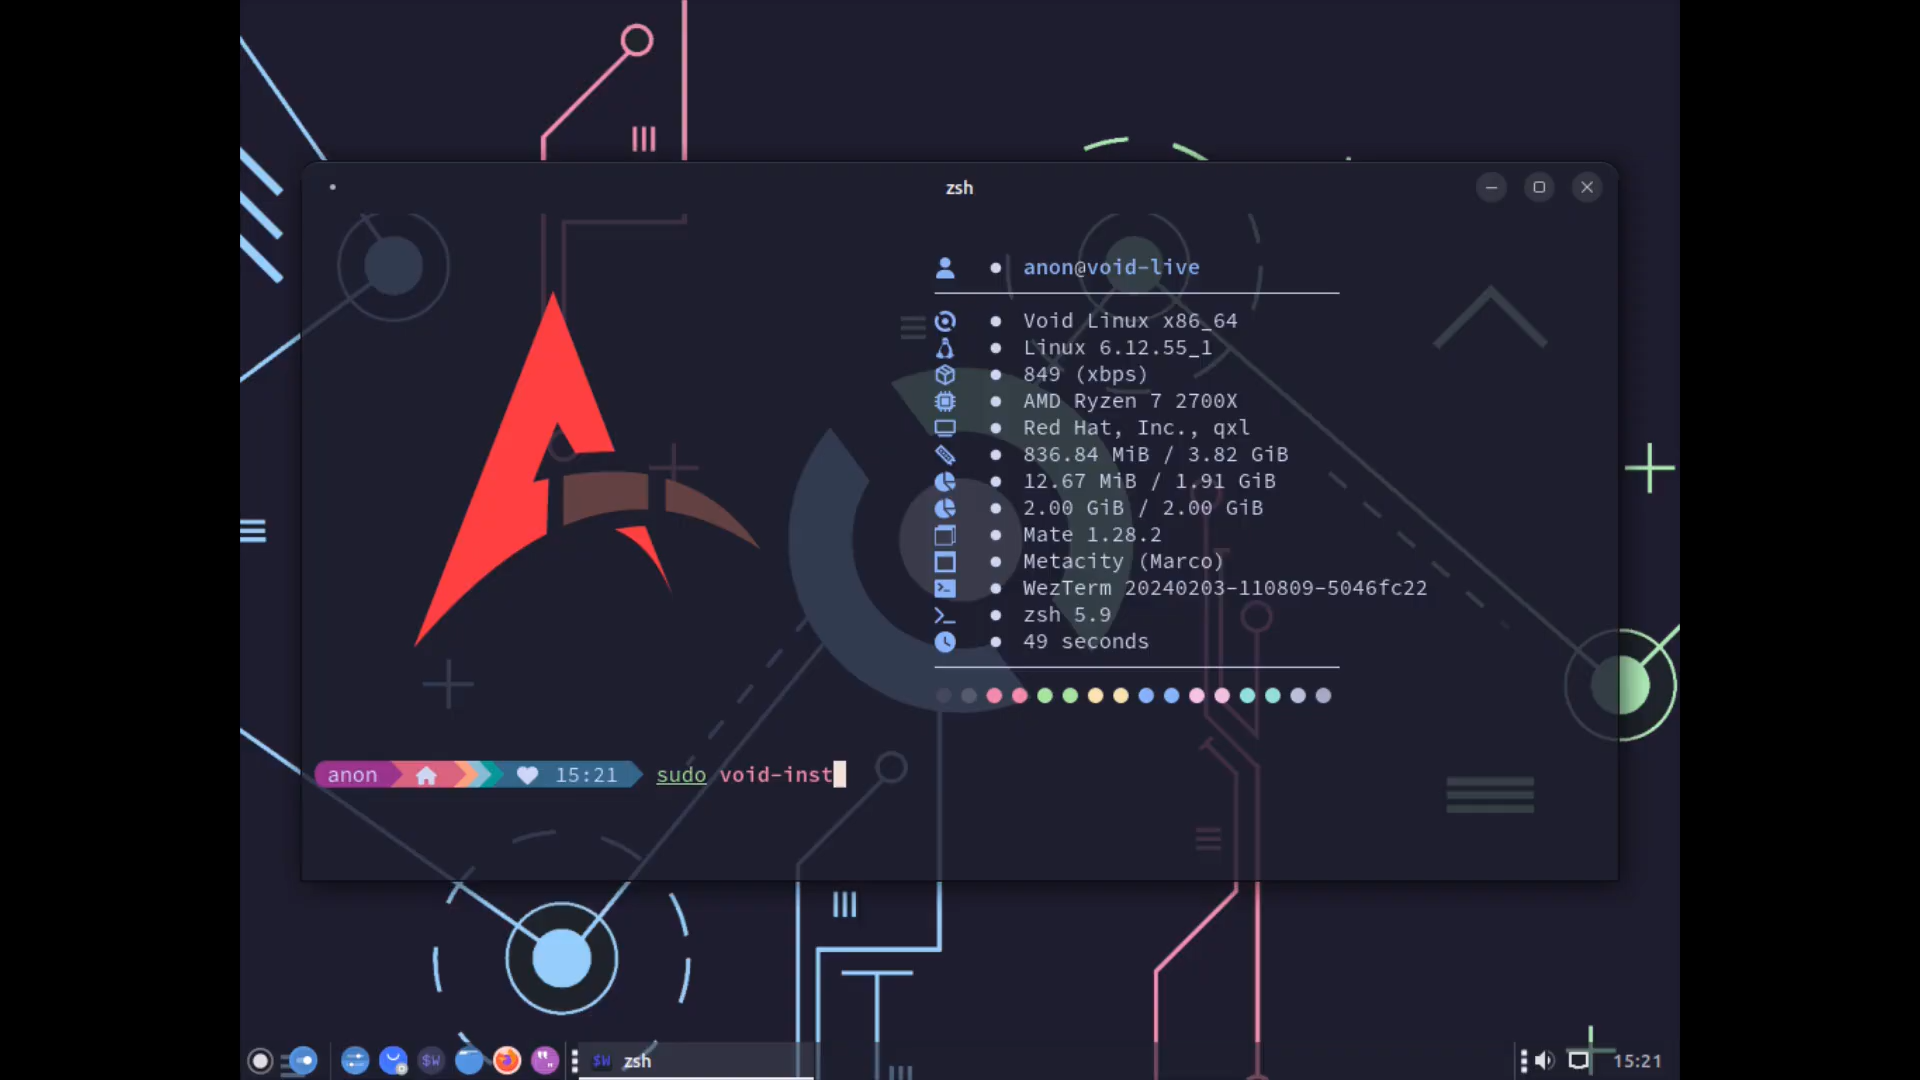 zsh
anon@void-live
Void Linux x86_64
Linux 6.12.55_1
849 (xbps)
AMD Ryzen 7 2700X
Red Hat, Inc., qxl
836.84 MiB / 3.82 GiB
12.67 MiB / 1.91 GiB
2.00 GiB / 2.00 GiB
Mate 1.28.2
Metacity (Marco)
WezTerm 20240203-110809-5046fc22
zsh 5.9
49 seconds
anon 15:21 sudo void-inst
$W $W zsh 15:21